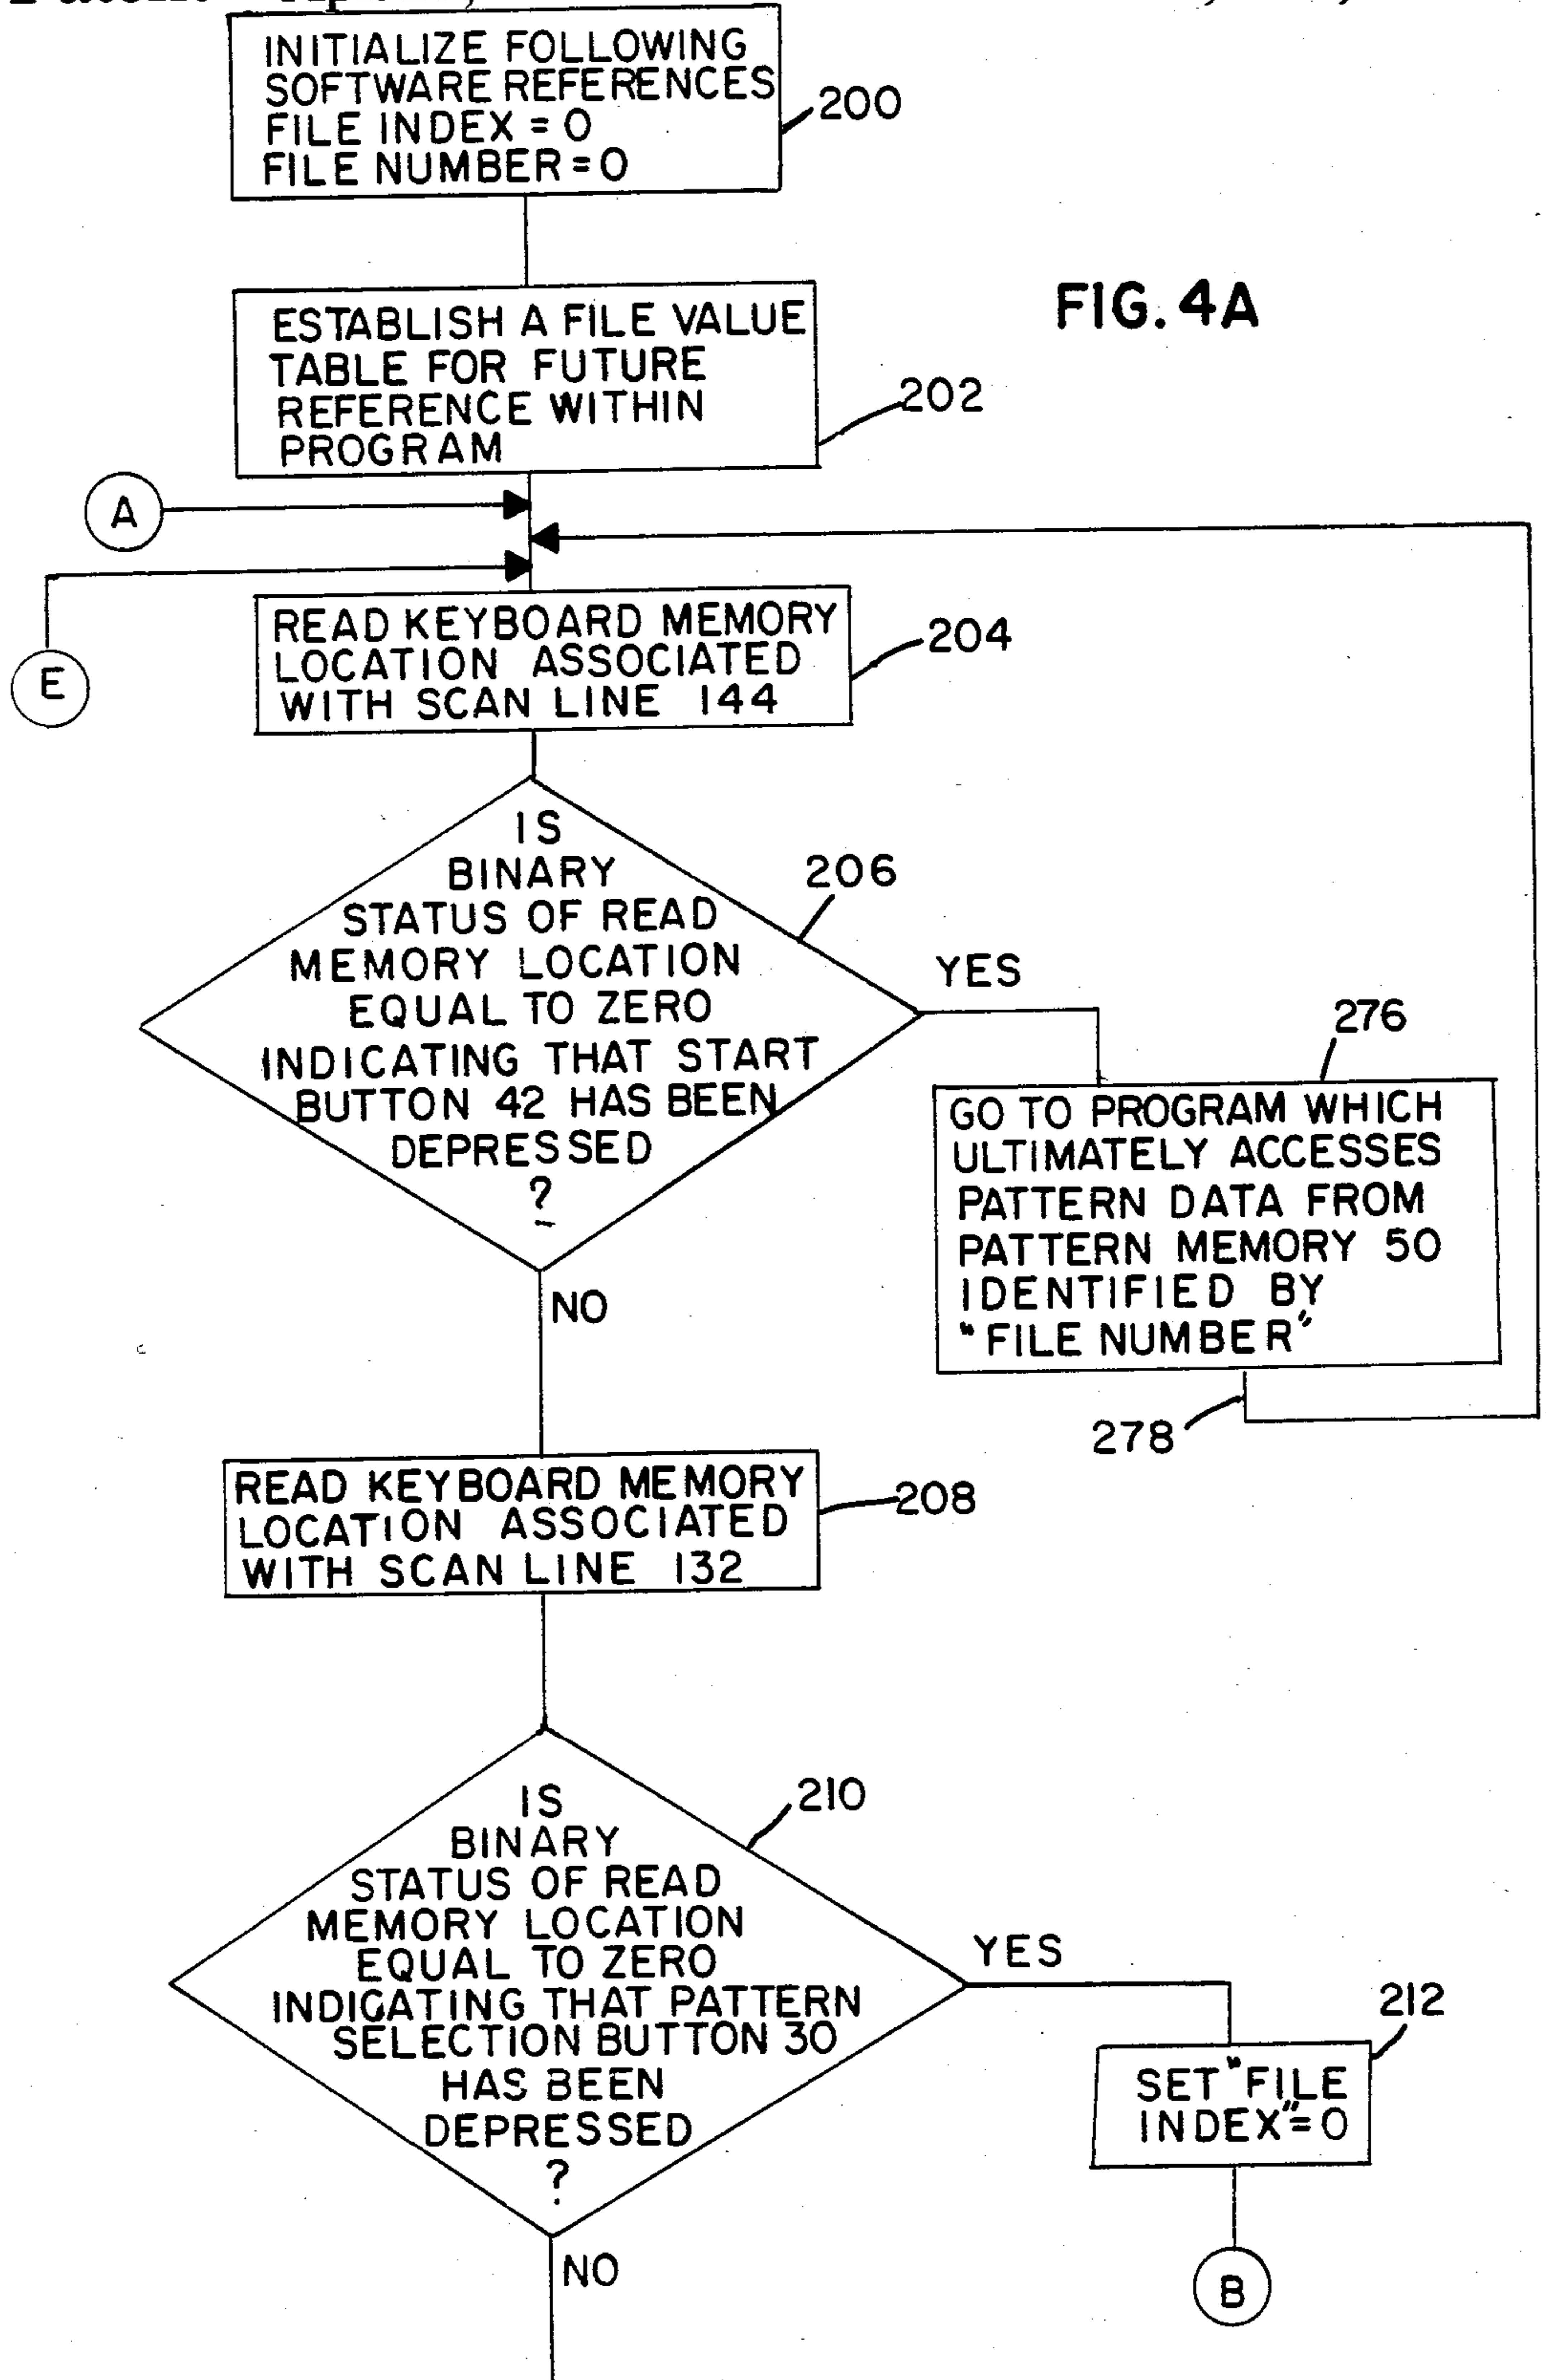 INITIALIZE FOLLOWING
SOFTWARE REFERENCES
FILE INDEX = 0
FILE NUMBER = 0
200
FIG. 4A
ESTABLISH A FILE VALUE
TABLE FOR FUTURE
REFERENCE WITHIN
PROGRAM
202
A
E
READ KEYBOARD MEMORY
LOCATION ASSOCIATED
WITH SCAN LINE 144
204
IS
BINARY
STATUS OF READ
MEMORY LOCATION
EQUAL TO ZERO
INDICATING THAT START
BUTTON 42 HAS BEEN
DEPRESSED
?
206
YES
276
GO TO PROGRAM WHICH
ULTIMATELY ACCESSES
PATTERN DATA FROM
PATTERN MEMORY 50
IDENTIFIED BY
"FILE NUMBER"
278
NO
READ KEYBOARD MEMORY
LOCATION ASSOCIATED
WITH SCAN LINE 132
208
IS
BINARY
STATUS OF READ
MEMORY LOCATION
EQUAL TO ZERO
INDICATING THAT PATTERN
SELECTION BUTTON 30
HAS BEEN
DEPRESSED
?
210
YES
212
SET "FILE
INDEX"= 0
B
NO